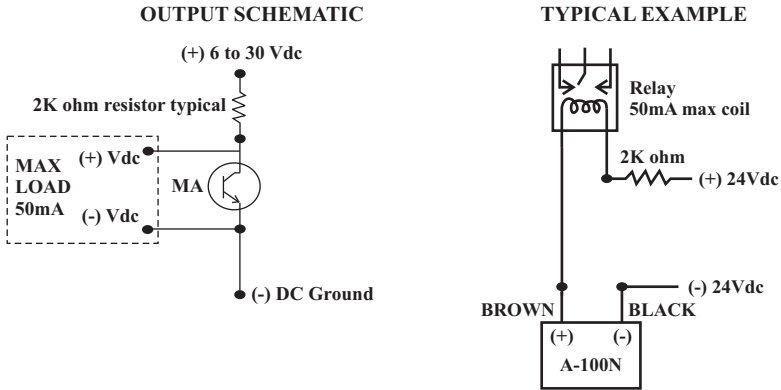 OUTPUT SCHEMATIC
(+) 6 to 30 Vdc
2K ohm resistor typical
(+) Vdc
MAX
LOAD
50mA
MA
(-) Vdc
(-) DC Ground
TYPICAL EXAMPLE
Relay
50mA max coil
2K ohm
(+) 24Vdc
(-) 24Vdc
BROWN
BLACK
(+)
(-)
A-100N